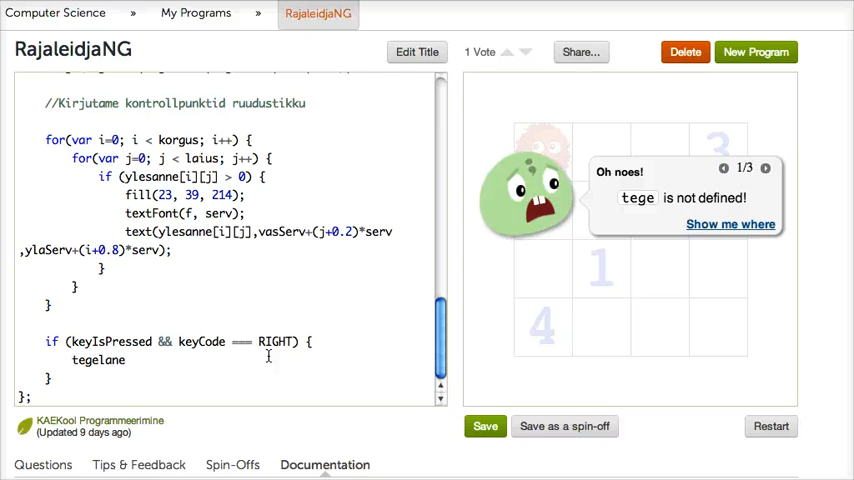 Computer Science » My Programs » RajaleidjaNG
RajaleidjaNG
Edit Title
1 Vote
Share...
Delete
New Program
//Kirjutame kontrollpunktid ruudustikku
for(var i=0; i < korgus; i++) {
for(var j=0; j < laius; j++) {
if (ylesanne[i][j] > 0) {
fill(23, 39, 214);
textFont(f, serv);
text(ylesanne[i][j],vasServ+(j+0.2)*serv
,ylaServ+(i+0.8)*serv);
}
}
}
if (keyIsPressed && keyCode === RIGHT) {
tegelane
}
};
3
Oh noes!
1/3
tege is not defined!
Show me where
1
4
KAEKool Programmeerimine
(Updated 9 days ago)
Save
Save as a spin-off
Restart
Questions
Tips & Feedback
Spin-Offs
Documentation